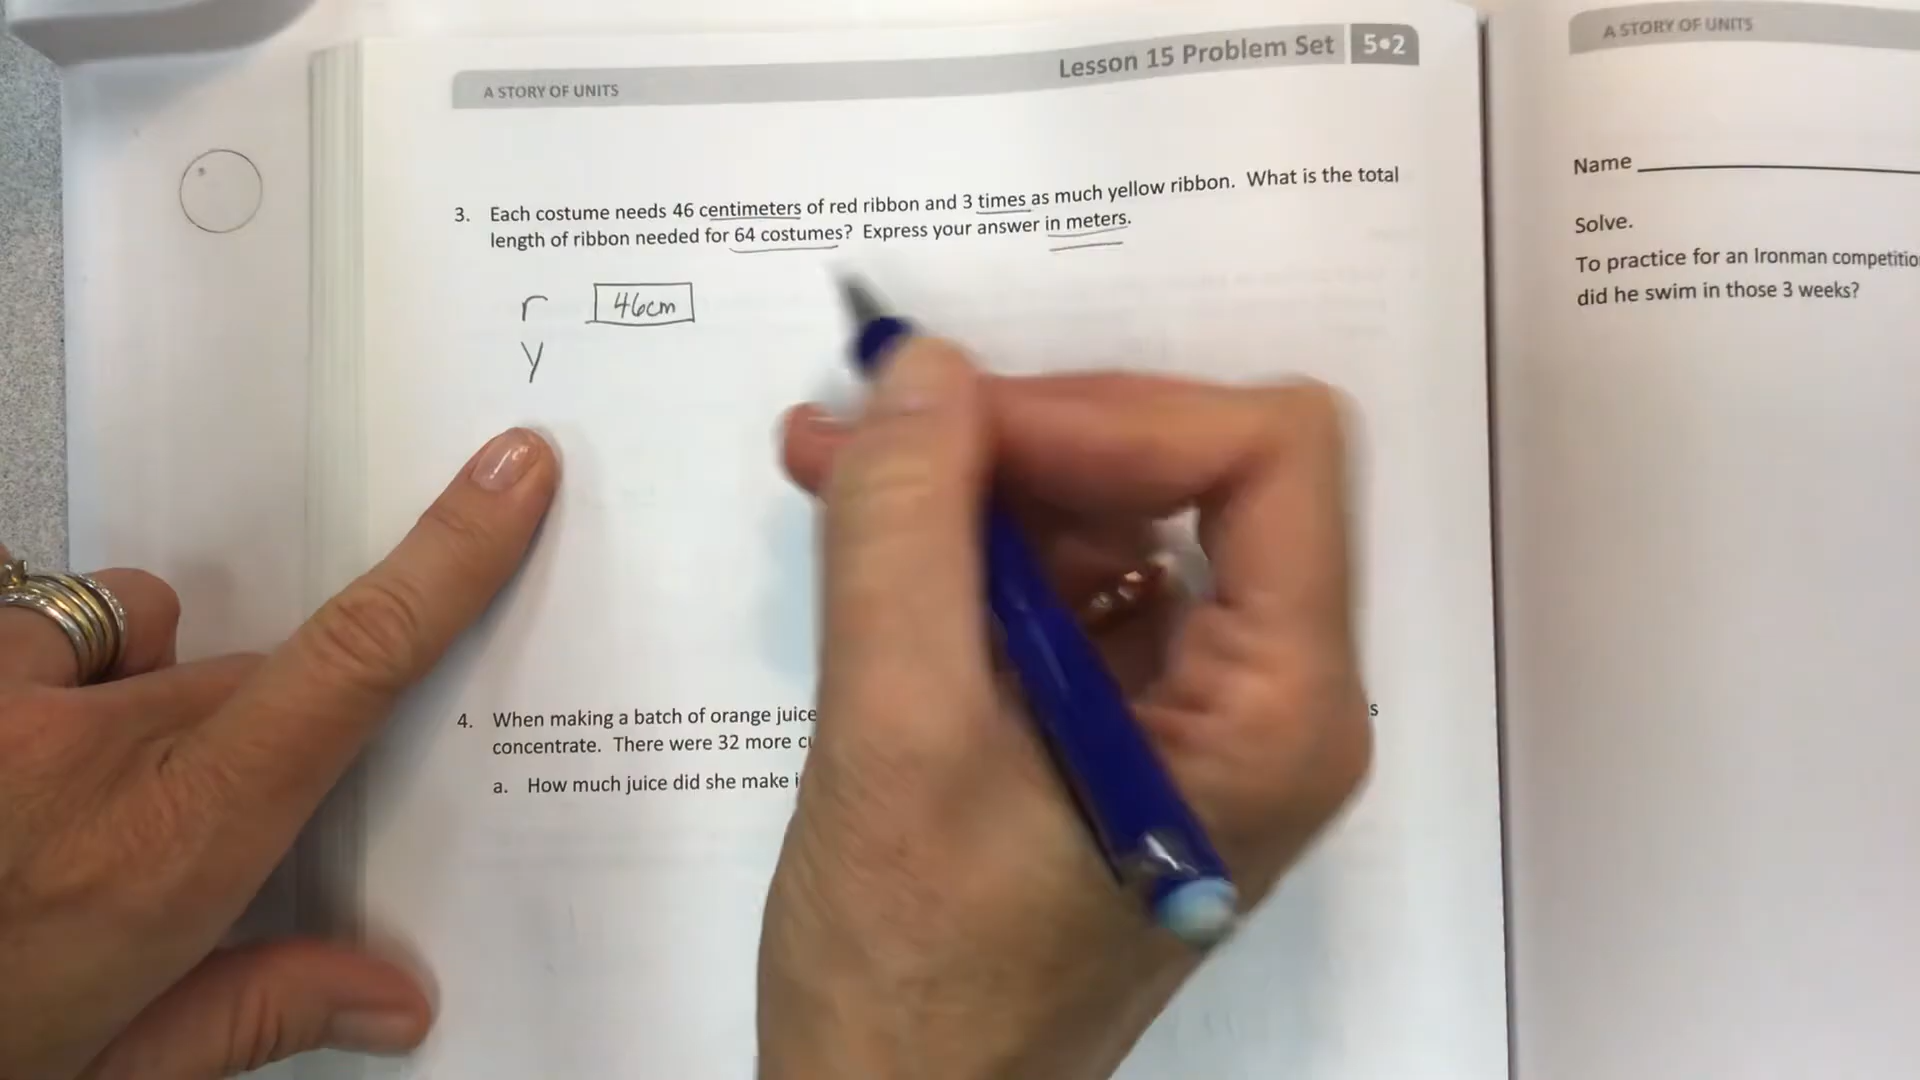 A STORY OF UNITS
Lesson 15 Problem Set 5•2
3. Each costume needs 46 centimeters of red ribbon and 3 times as much yellow ribbon. What is the total
length of ribbon needed for 64 costumes? Express your answer in meters.
r 46cm
y
4. When making a batch of orange juice
s
concentrate. There were 32 more
a. How much juice did she make
A STORY OF UNITS
Name
Solve.
To practice for an Ironman
did he swim in those 3 weeks?